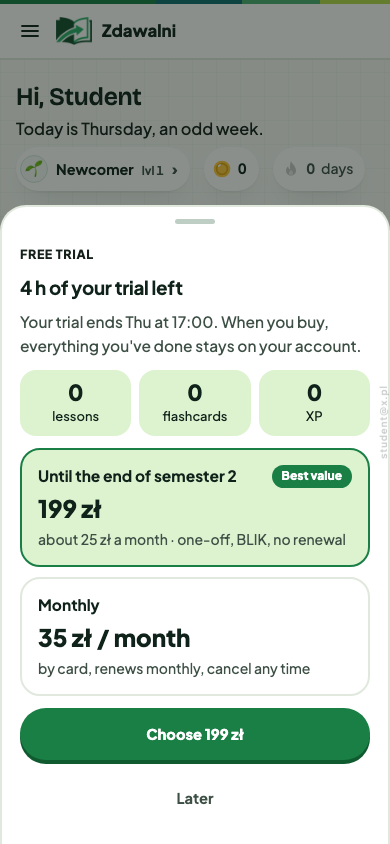 Zdawalni
Hi, Student
Today is Thursday, an odd week.
Newcomer lvl 1 ›
0
0 days
FREE TRIAL
4 h of your trial left
Your trial ends Thu at 17:00. When you buy,
everything you've done stays on your account.
0
lessons
0
flashcards
0
XP
student@x.pl
Until the end of semester 2
Best value
199 zł
about 25 zł a month · one-off, BLIK, no renewal
Monthly
35 zł / month
by card, renews monthly, cancel any time
Choose 199 zł
Later